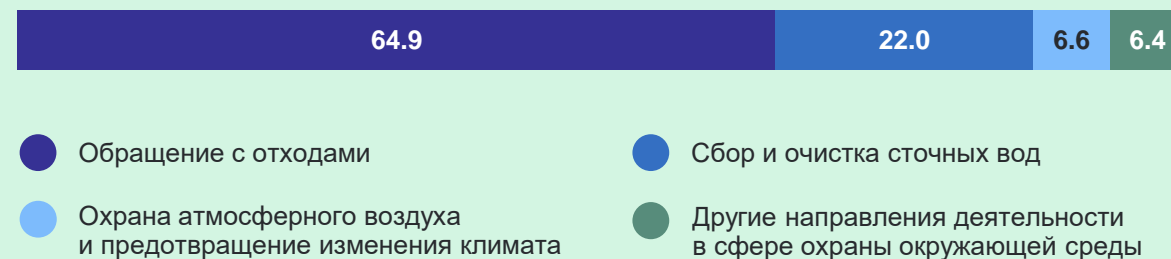 64.9 22.0 6.6 6.4
Обращение с отходами
Сбор и очистка сточных вод
Охрана атмосферного воздуха
и предотвращение изменения климата
Другие направления деятельности
в сфере охраны окружающей среды